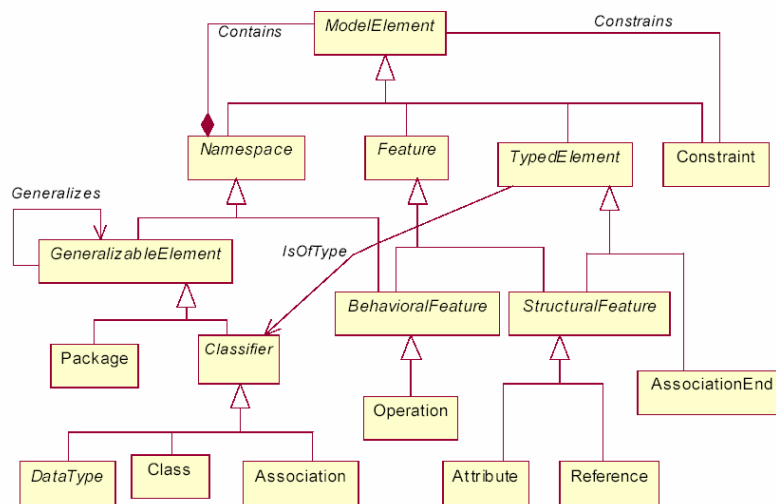 ModelElement
Contains
Constrains
Namespace
Feature
TypedElement
Constraint
Generalizes
GeneralizableElement
IsOfType
BehavioralFeature
StructuralFeature
Package
Classifier
AssociationEnd
Operation
DataType
Class
Association
Attribute
Reference